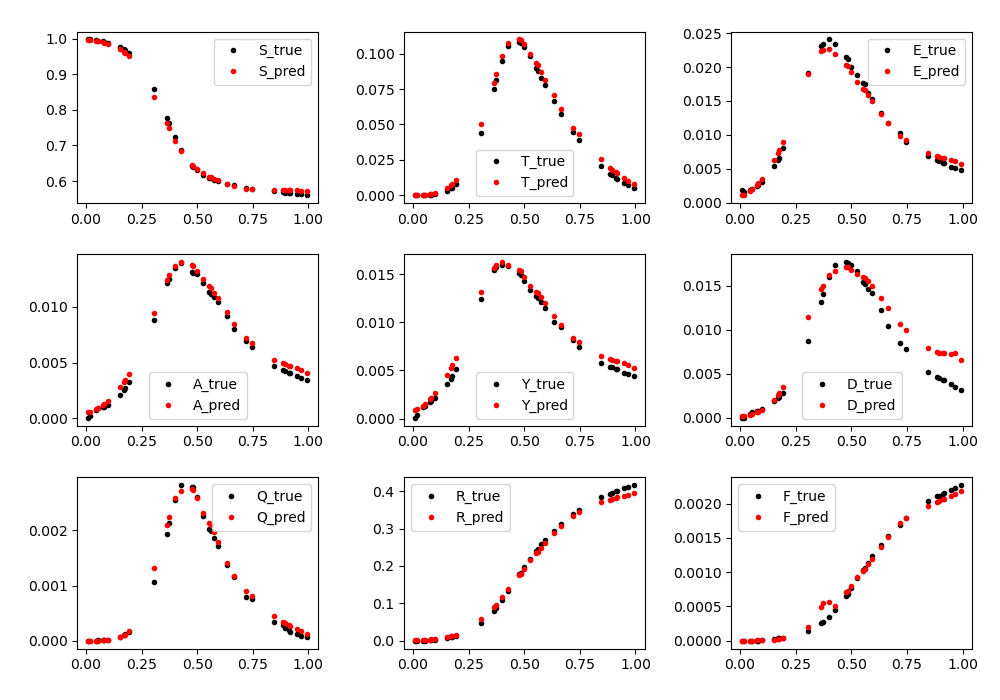 1.0
0.9
0.8
0.7
0.6
S_true
S_pred
0.00 0.25 0.50 0.75 1.00
0.100
0.075
0.050
0.025
0.000
T_true
T_pred
0.00 0.25 0.50 0.75 1.00
0.025
0.020
0.015
0.010
0.005
0.000
E_true
E_pred
0.00 0.25 0.50 0.75 1.00
0.010
0.005
0.000
A_true
A_pred
0.00 0.25 0.50 0.75 1.00
0.015
0.010
0.005
0.000
Y_true
Y_pred
0.00 0.25 0.50 0.75 1.00
0.015
0.010
0.005
0.000
D_true
D_pred
0.00 0.25 0.50 0.75 1.00
0.002
0.001
0.000
Q_true
Q_pred
0.00 0.25 0.50 0.75 1.00
0.4
0.3
0.2
0.1
0.0
R_true
R_pred
0.00 0.25 0.50 0.75 1.00
0.0020
0.0015
0.0010
0.0005
0.0000
F_true
F_pred
0.00 0.25 0.50 0.75 1.00